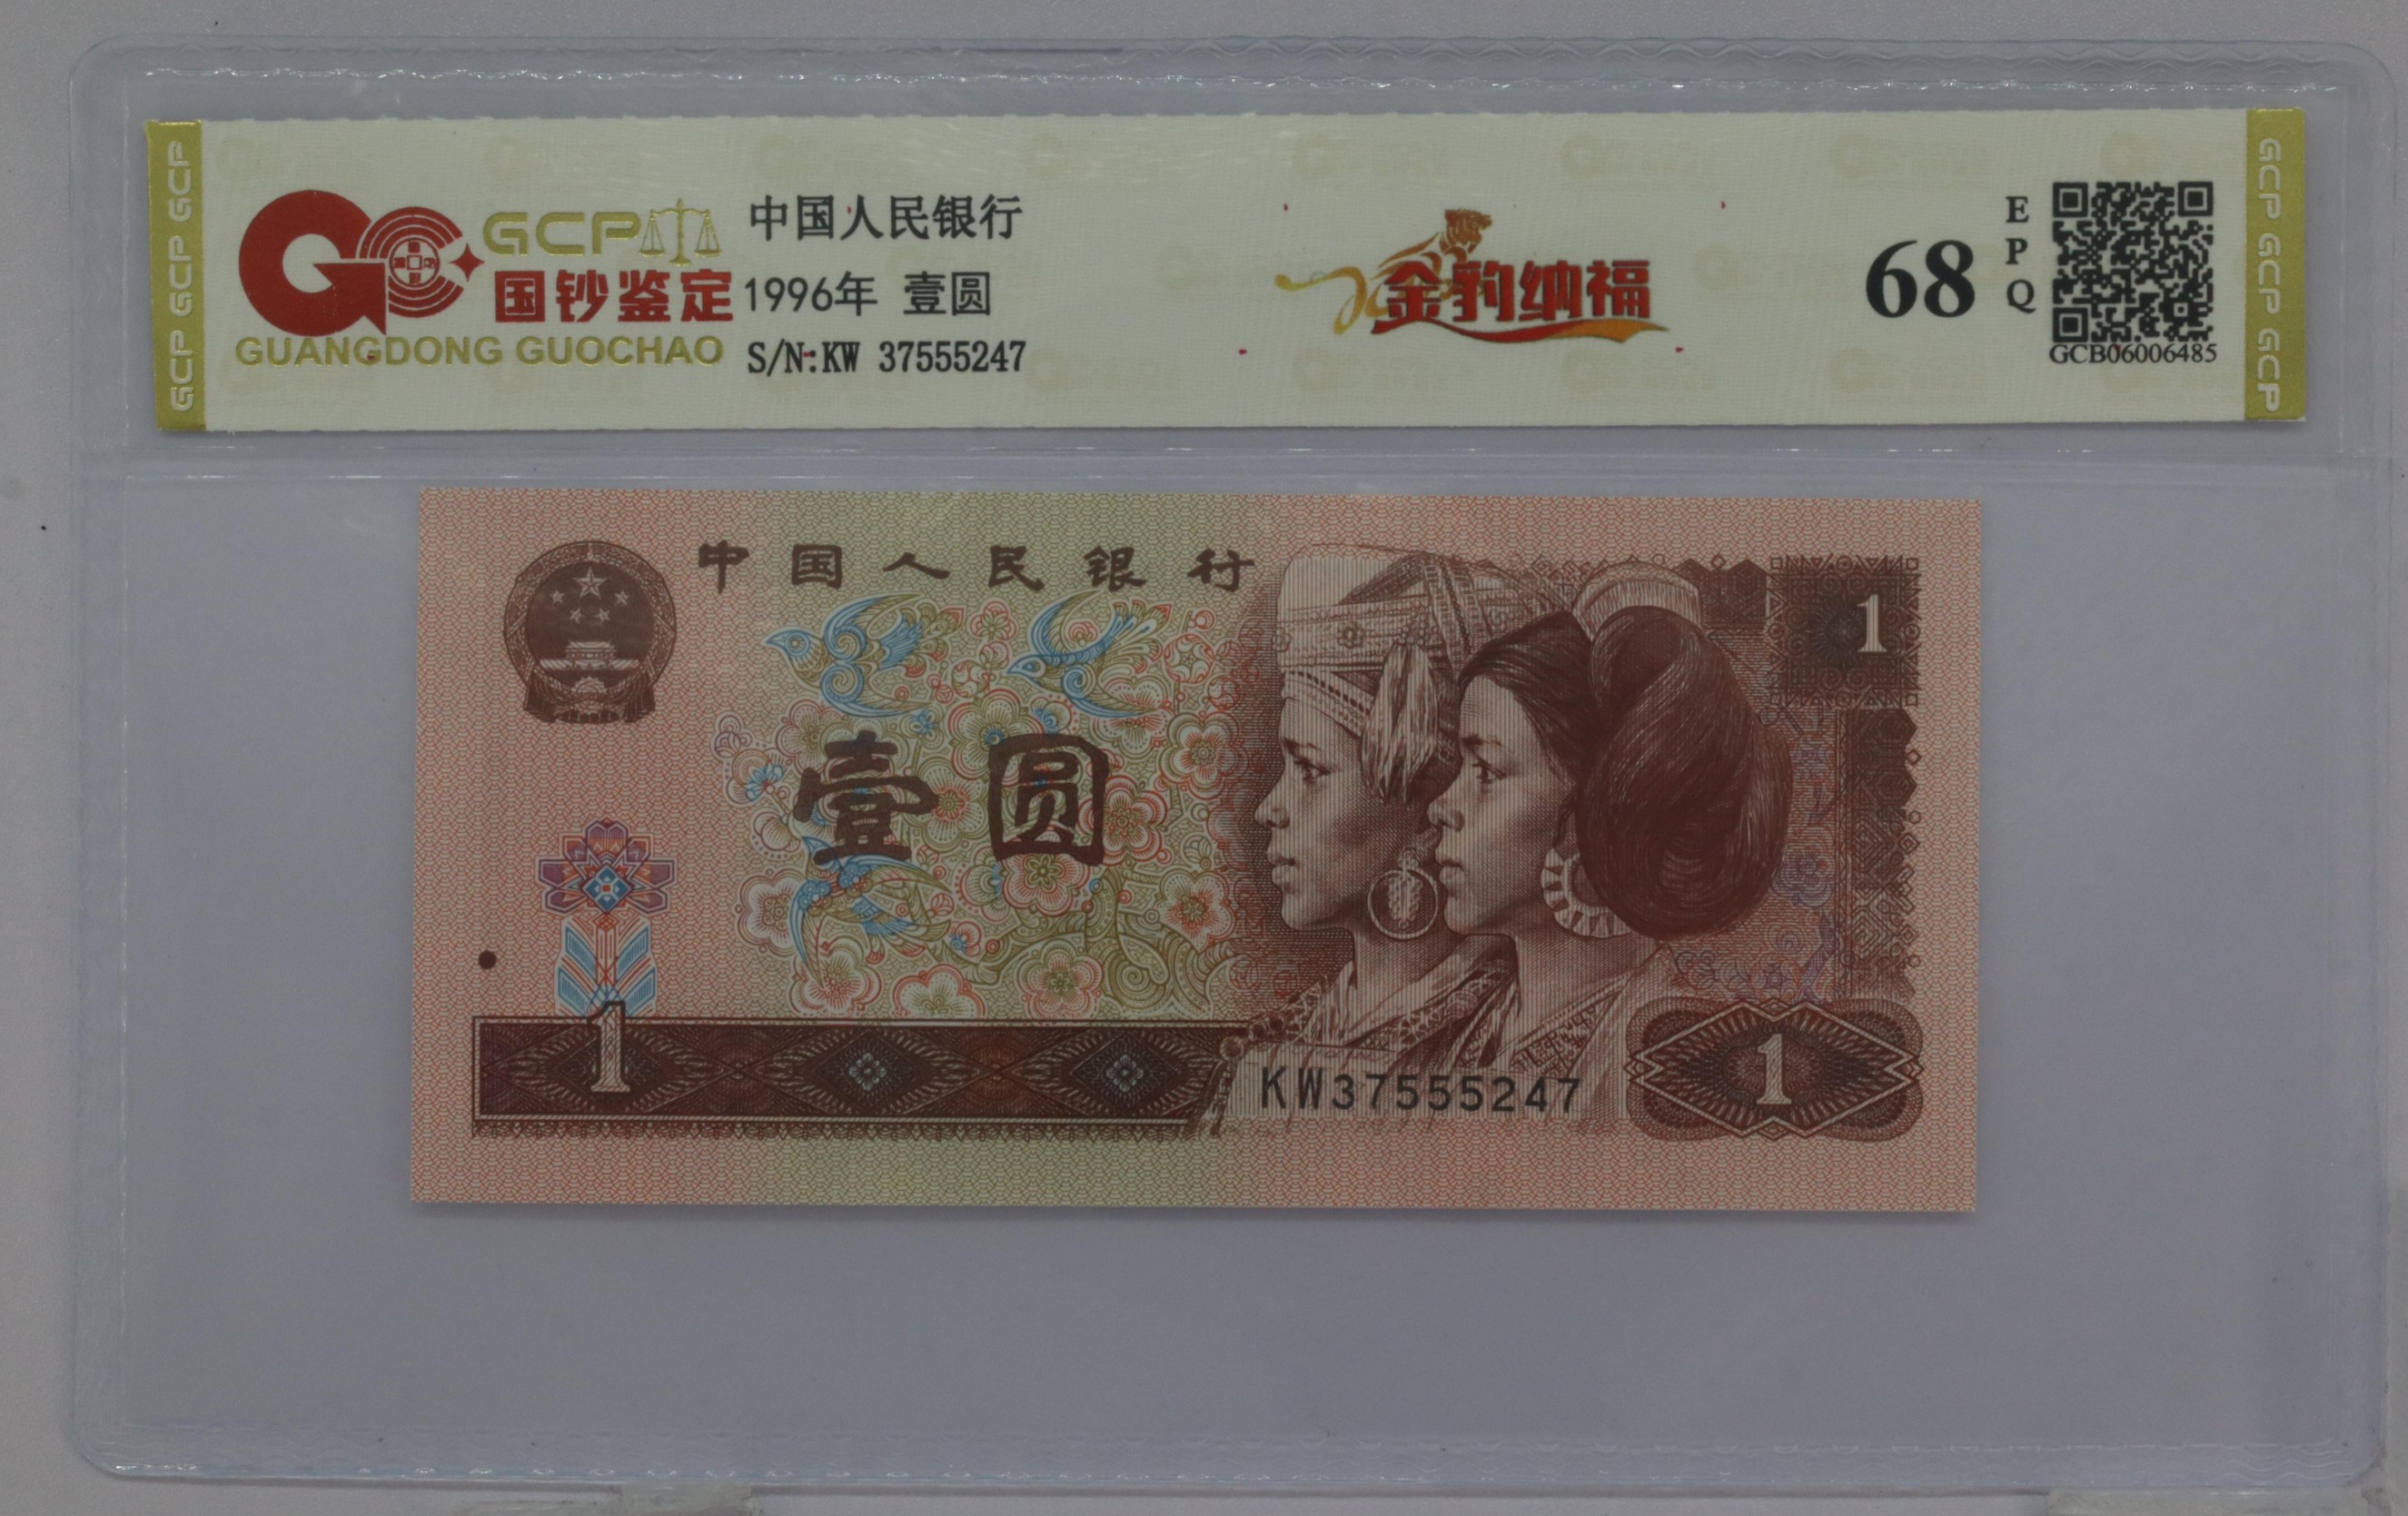 GCP GCP GCP
GCP
国钞鉴定
GUANGDONG GUOCHAO
中国人民银行
1996年 壹圆
S/N:KW 37555247
金豹纳福
68
EPQ
GCB06006485
GCP GCP GCP
中国人民银行
1
壹圆
1
KW37555247
1